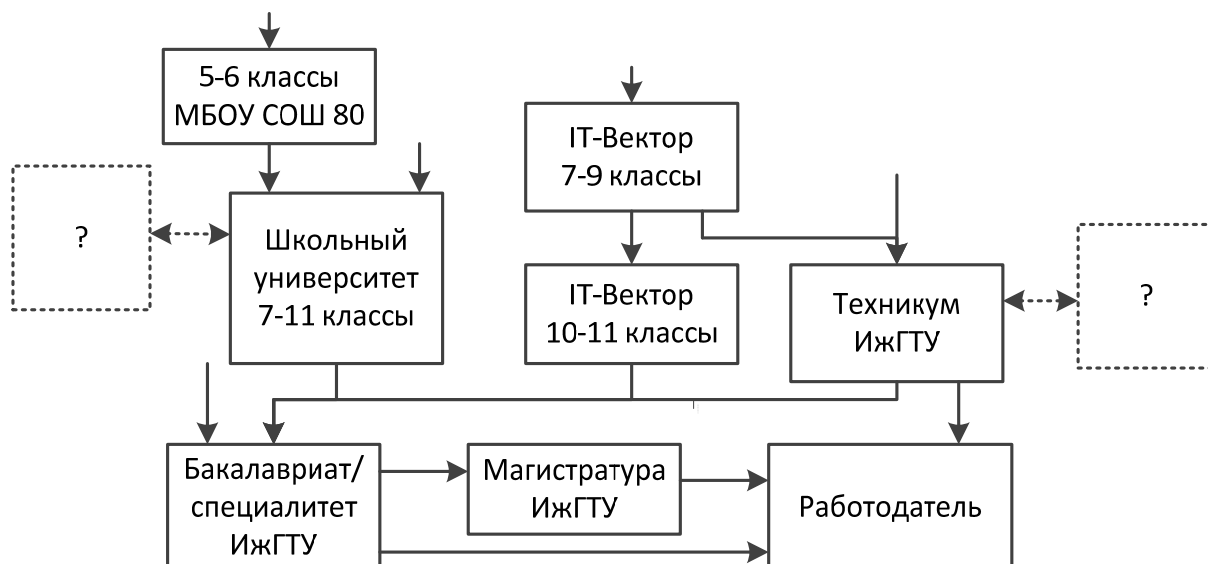 5-6 классы
МБОУ СОШ 80
IT-Вектор
7-9 классы
?
Школьный
университет
7-11 классы
IT-Вектор
10-11 классы
Техникум
ИжГТУ
?
Бакалавриат/
специалитет
ИжГТУ
Магистратура
ИжГТУ
Работодатель